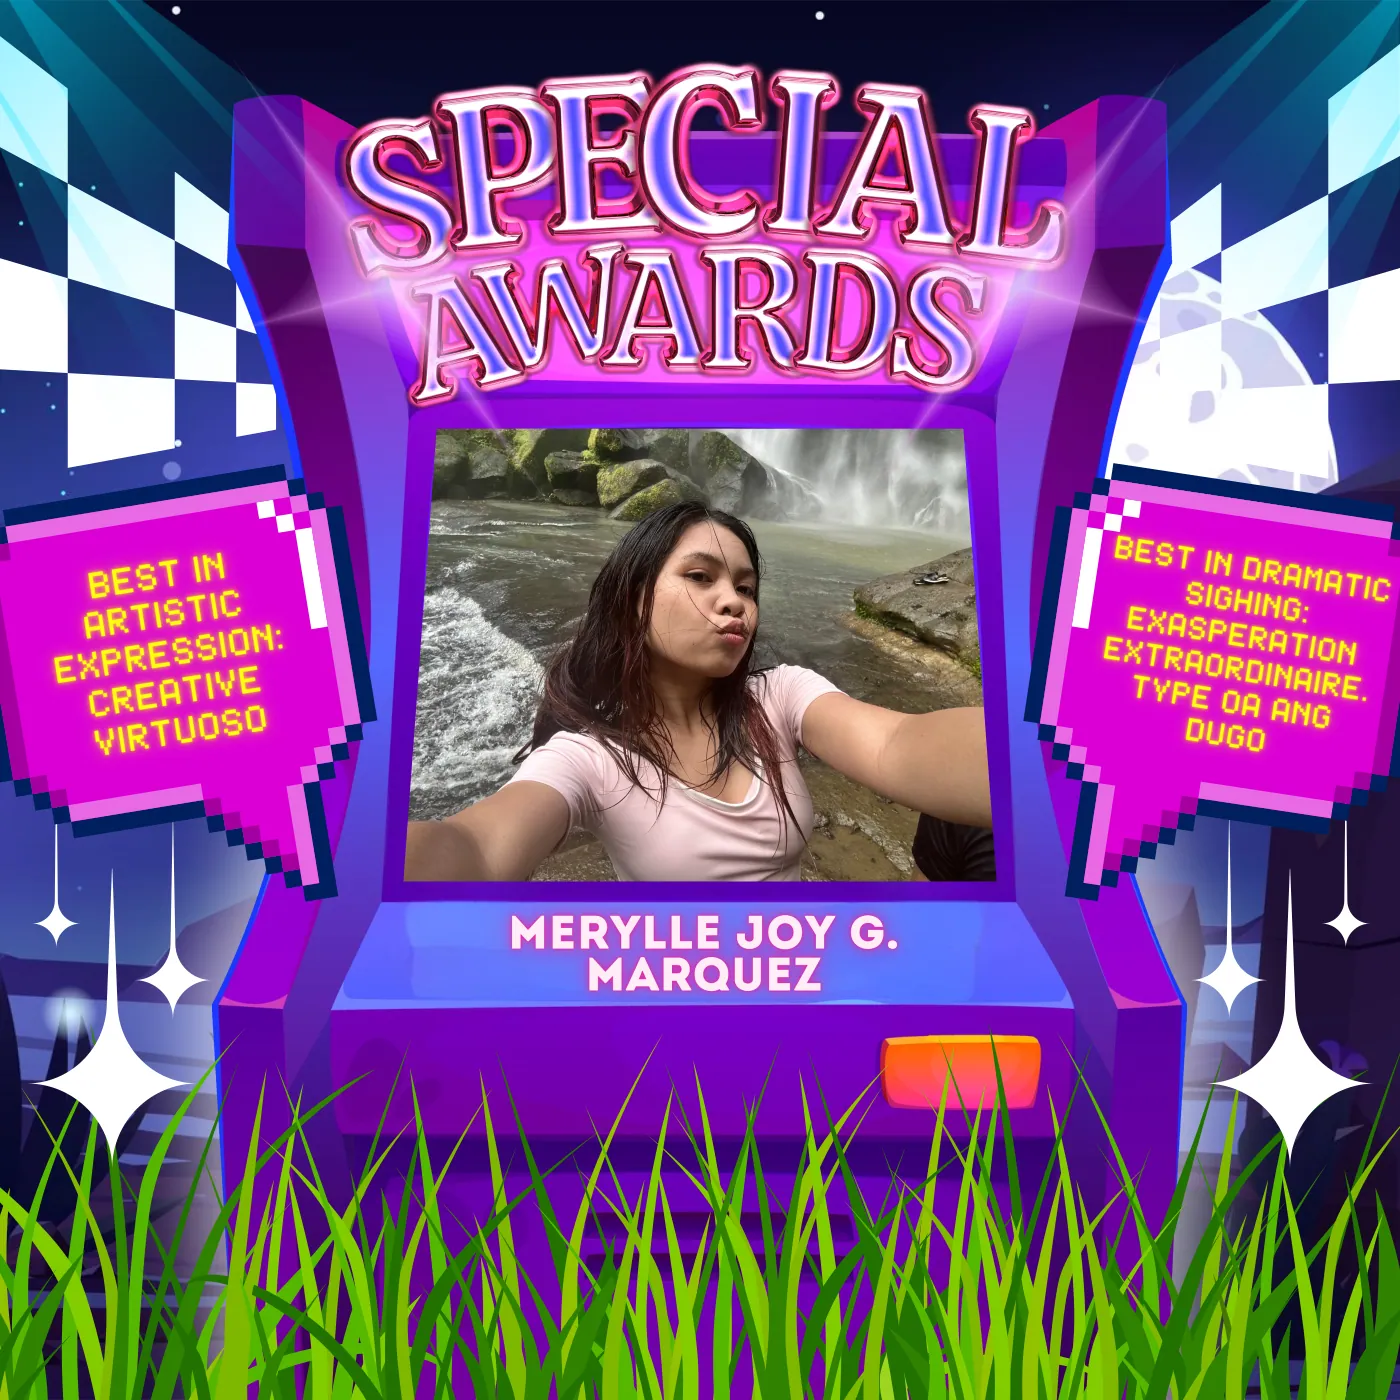 SPECIAL
AWARDS
BEST IN
ARTISTIC
EXPRESSION:
CREATIVE
VIRTUOSO
BEST IN DRAMATIC
SIGHING:
EXASPERATION
EXTRAORDINAIRE.
TYPE OA ANG
DUGO
MERYLLE JOY G.
MARQUEZ